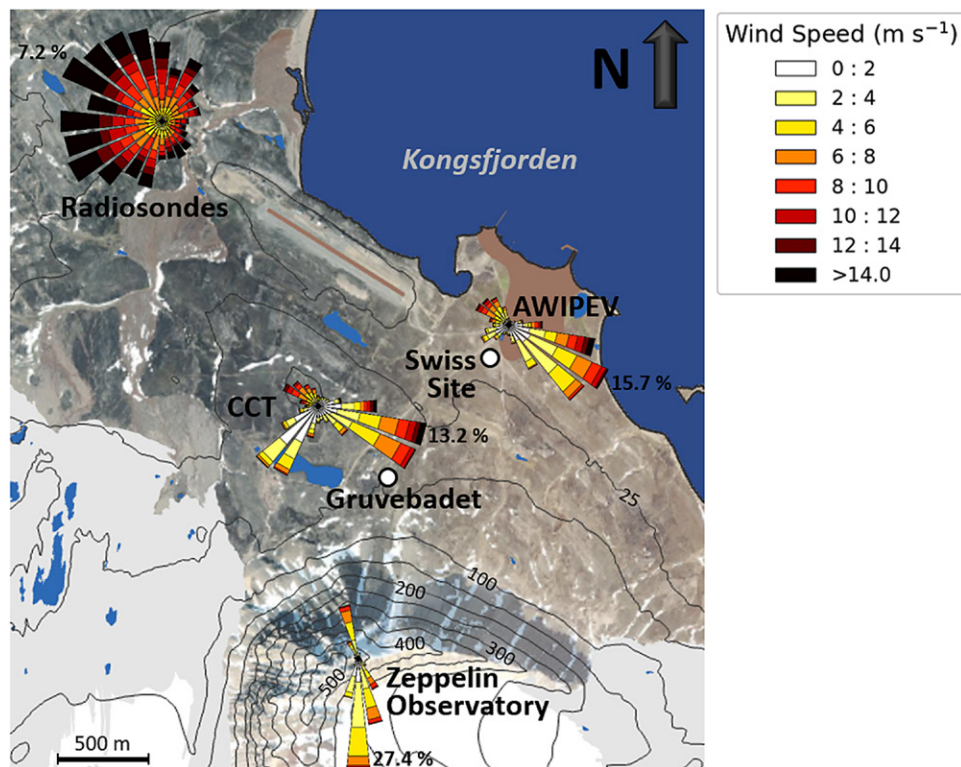 7.2 %
Radiosondes
N
Kongsfjorden
Wind Speed (m s⁻¹)
0 : 2
2 : 4
4 : 6
6 : 8
8 : 10
10 : 12
12 : 14
>14.0
AWIPEV
Swiss
Site
15.7 %
CCT
13.2 %
Gruvebadet
25
100
200
300
400
500
Zeppelin
Observatory
27.4 %
500 m